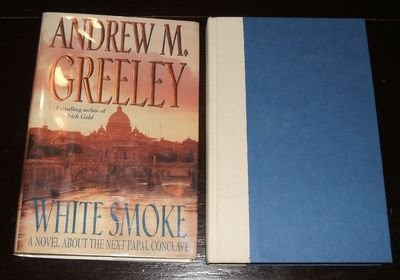 ANDREW M.
GREELEY
Bestselling author of
Irish Gold
WHITE SMOKE
A NOVEL ABOUT THE NEXT PAPAL CONCLAVE